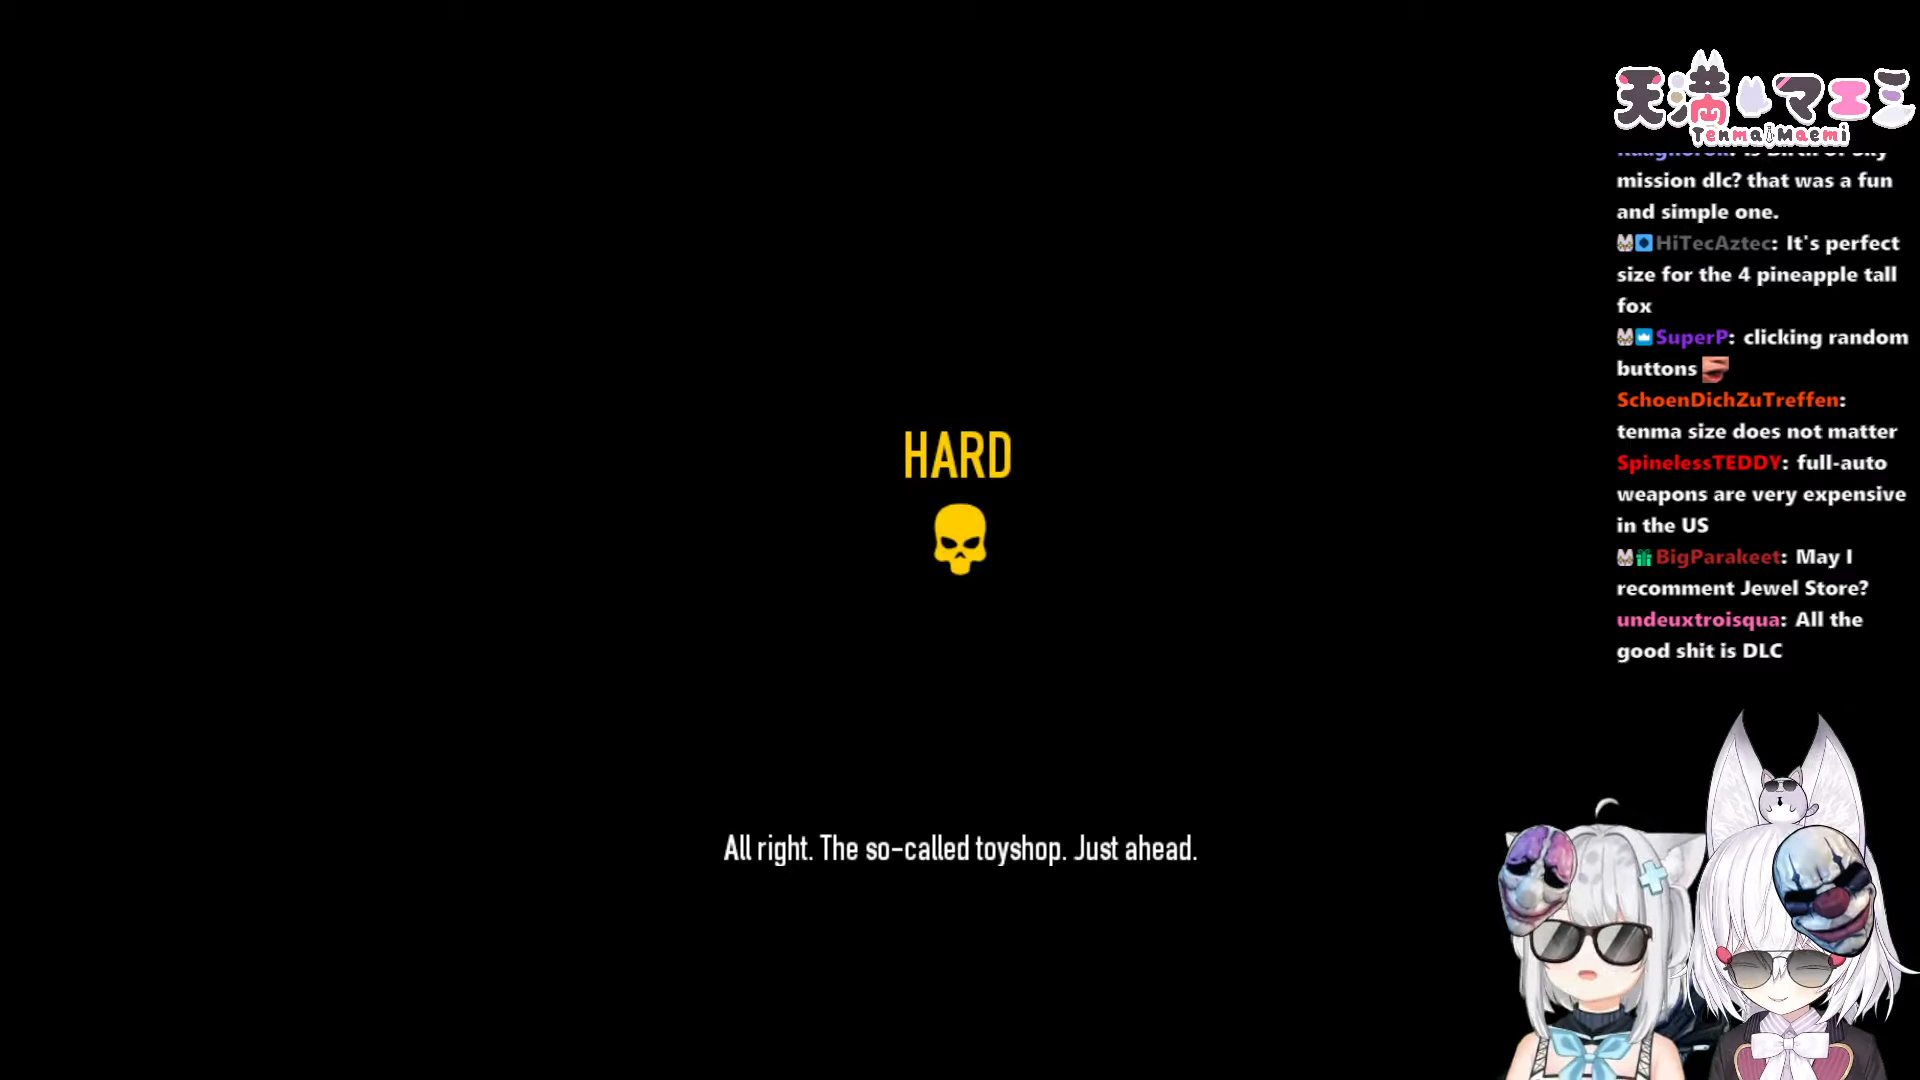 天満マエミ
Tenma Maemi
mission dlc? that was a fun
and simple one.
HiTecAztec: It's perfect
size for the 4 pineapple tall
fox
SuperP: clicking random
buttons
SchoenDichZuTreffen:
tenma size does not matter
SpinelessTEDDY: full-auto
weapons are very expensive
in the US
BigParakeet: May I
recomment Jewel Store?
undeuxtroisqua: All the
good shit is DLC
HARD
All right. The so-called toyshop. Just ahead.